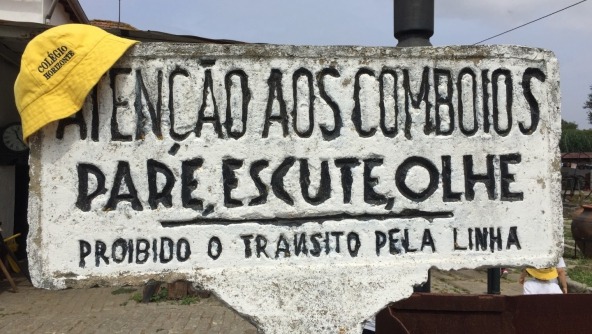 COLÉGIO
HORIZONTE
ATENÇÃO AOS COMBOIOS
PARE, ESCUTE, OLHE
PROIBIDO O TRANSITO PELA LINHA